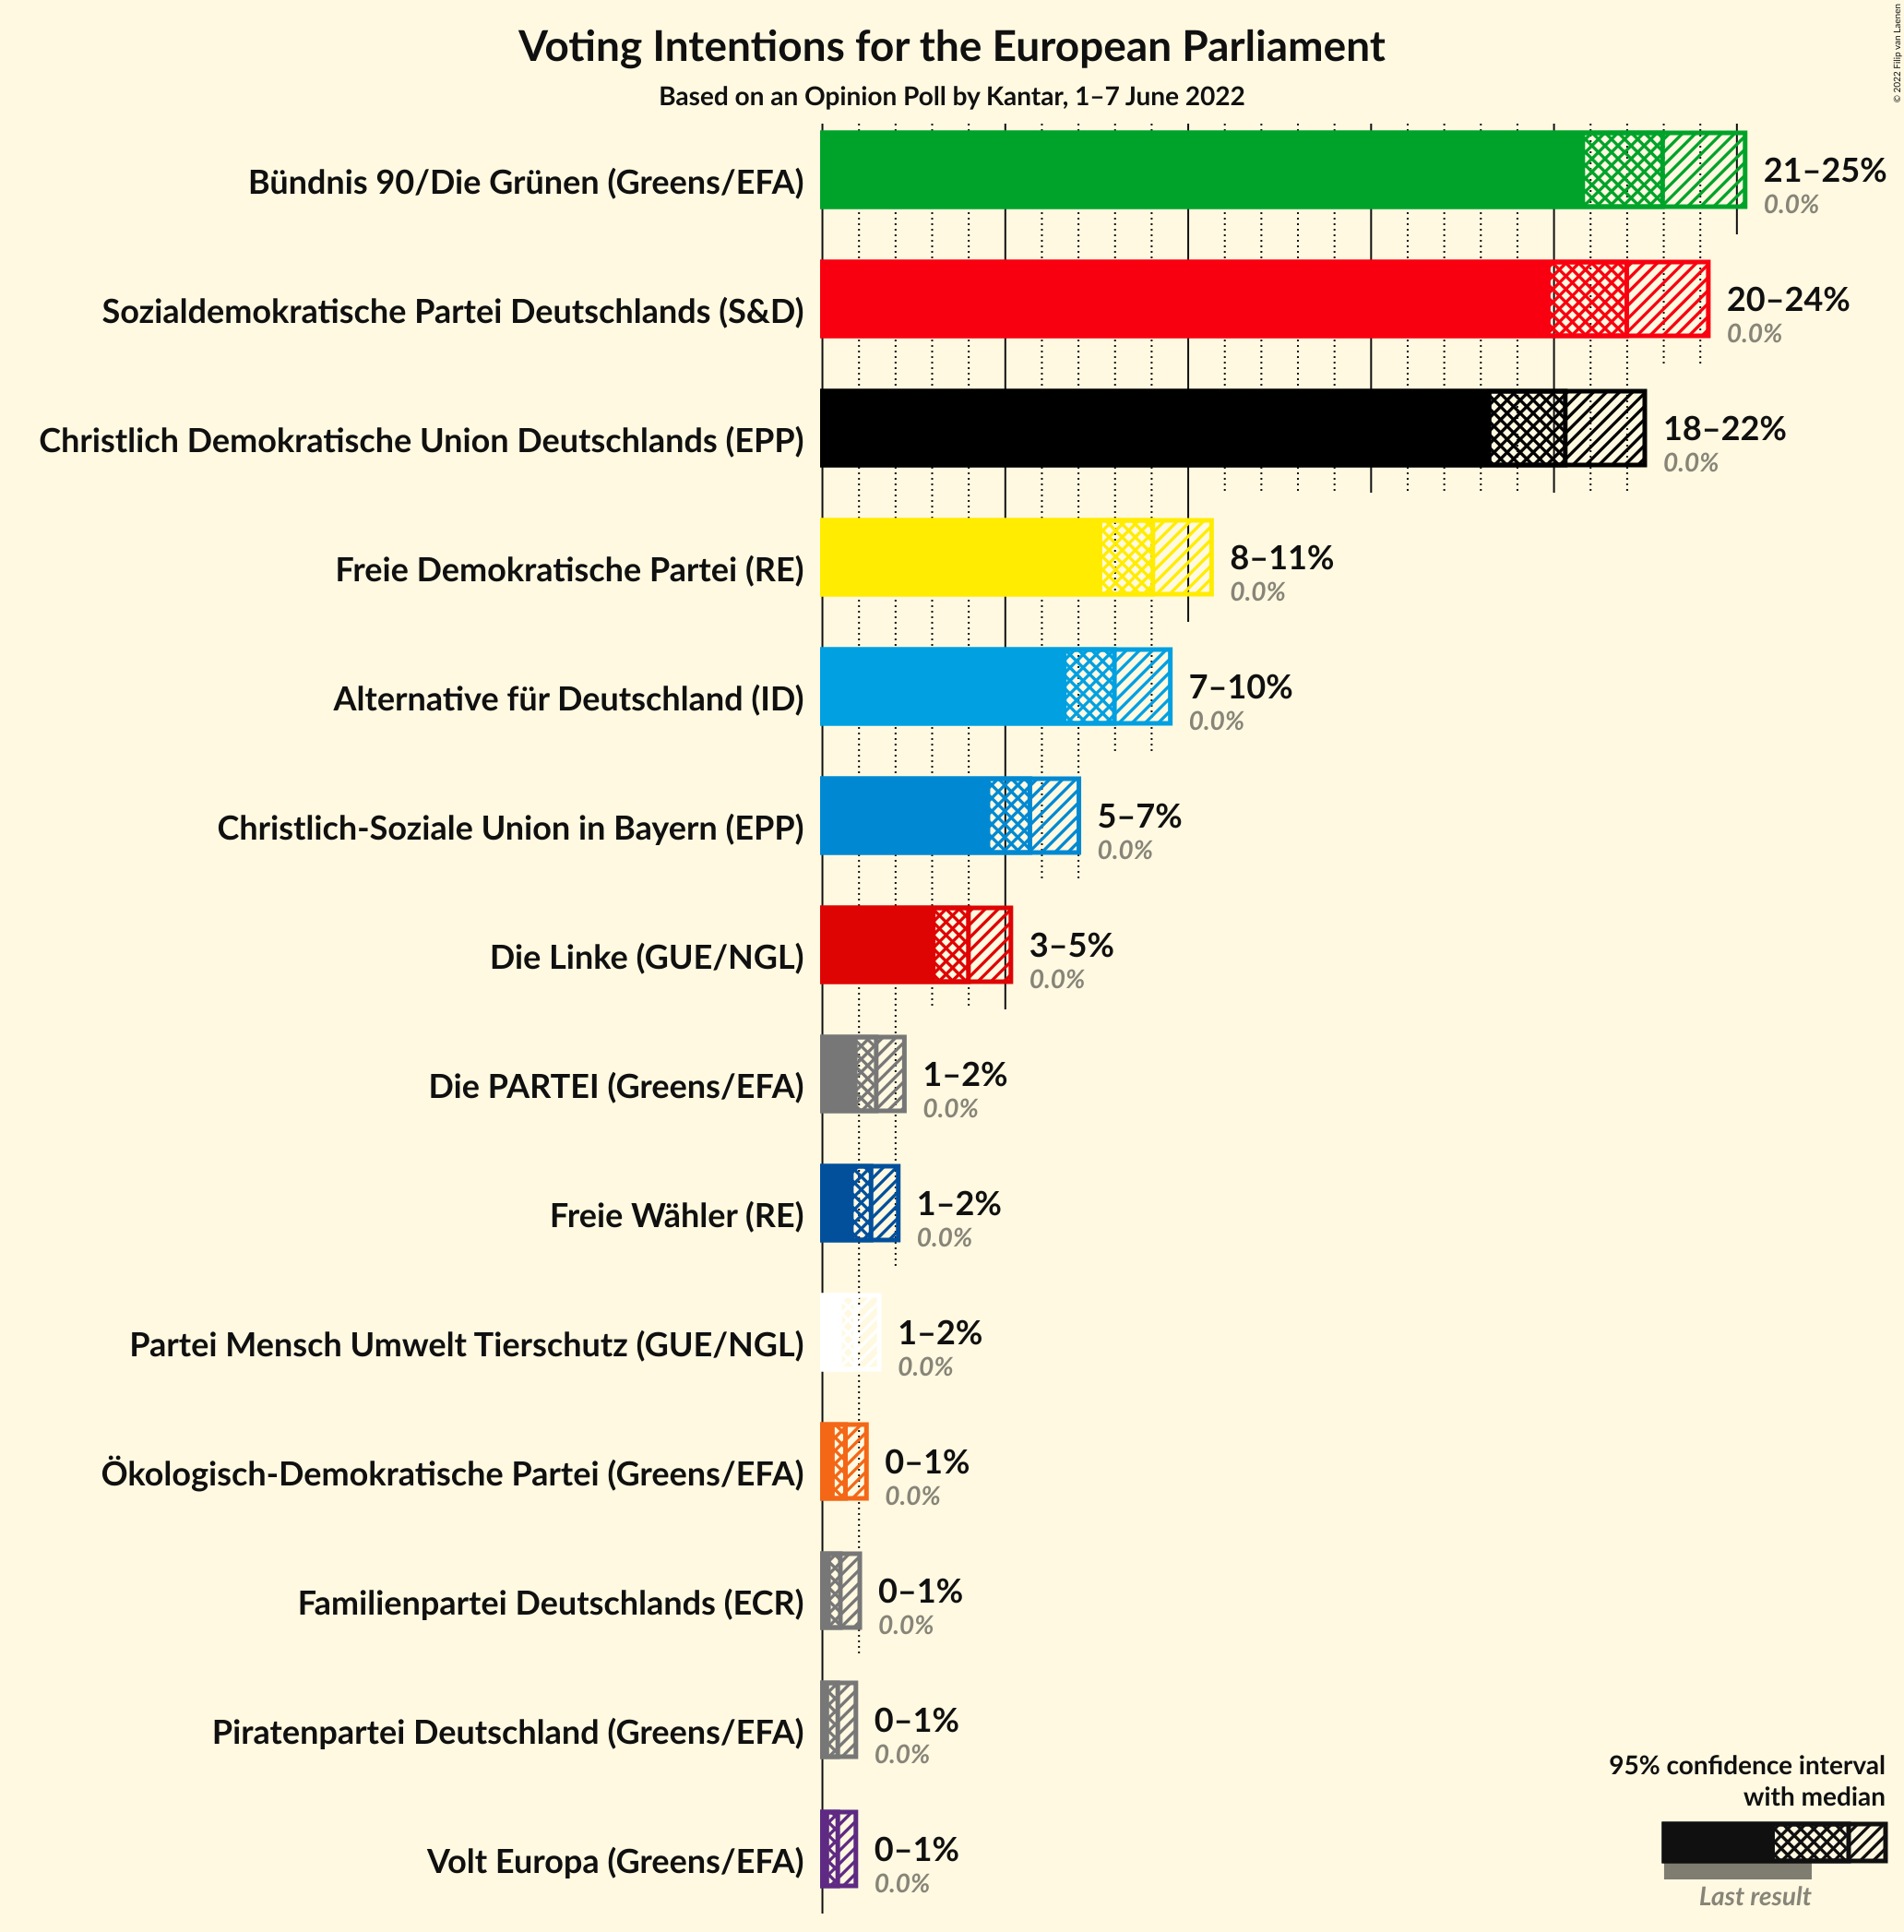 Voting Intentions for the European Parliament
Based on an Opinion Poll by Kantar, 1–7 June 2022
© 2022 Filip van Laenen
Bündnis 90/Die Grünen (Greens/EFA)
21–25%
0.0%
Sozialdemokratische Partei Deutschlands (S&D)
20–24%
0.0%
Christlich Demokratische Union Deutschlands (EPP)
18–22%
0.0%
Freie Demokratische Partei (RE)
8–11%
0.0%
Alternative für Deutschland (ID)
7–10%
0.0%
Christlich-Soziale Union in Bayern (EPP)
5–7%
0.0%
Die Linke (GUE/NGL)
3–5%
0.0%
Die PARTEI (Greens/EFA)
1–2%
0.0%
Freie Wähler (RE)
1–2%
0.0%
Partei Mensch Umwelt Tierschutz (GUE/NGL)
1–2%
0.0%
Ökologisch-Demokratische Partei (Greens/EFA)
0–1%
0.0%
Familienpartei Deutschlands (ECR)
0–1%
0.0%
Piratenpartei Deutschland (Greens/EFA)
0–1%
0.0%
Volt Europa (Greens/EFA)
0–1%
0.0%
95% confidence interval
with median
Last result